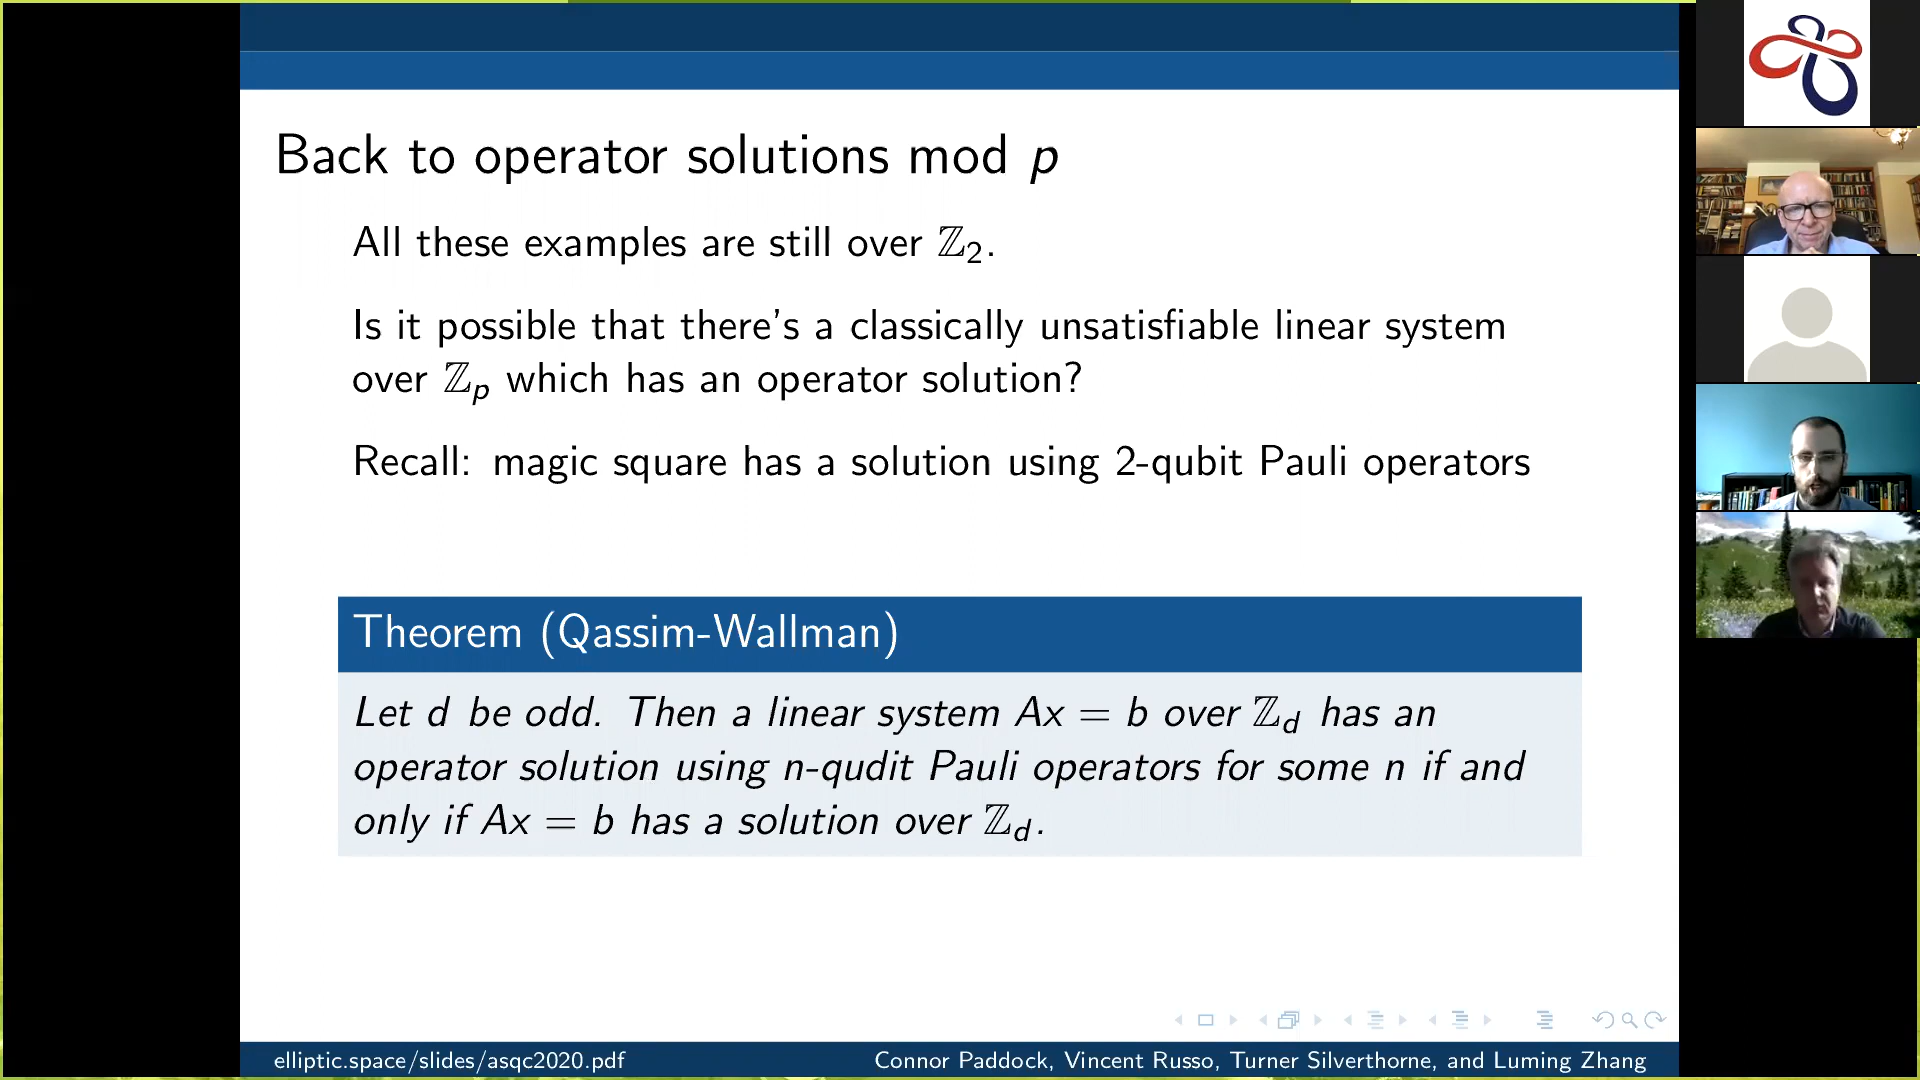 Back to operator solutions mod p
All these examples are still over ℤ₂.
Is it possible that there's a classically unsatisfiable linear system
over ℤₚ which has an operator solution?
Recall: magic square has a solution using 2-qubit Pauli operators
Theorem (Qassim-Wallman)
Let d be odd. Then a linear system Ax = b over ℤ_d has an
operator solution using n-qudit Pauli operators for some n if and
only if Ax = b has a solution over ℤ_d.
elliptic.space/slides/asqc2020.pdf
Connor Paddock, Vincent Russo, Turner Silverthorne, and Luming Zhang